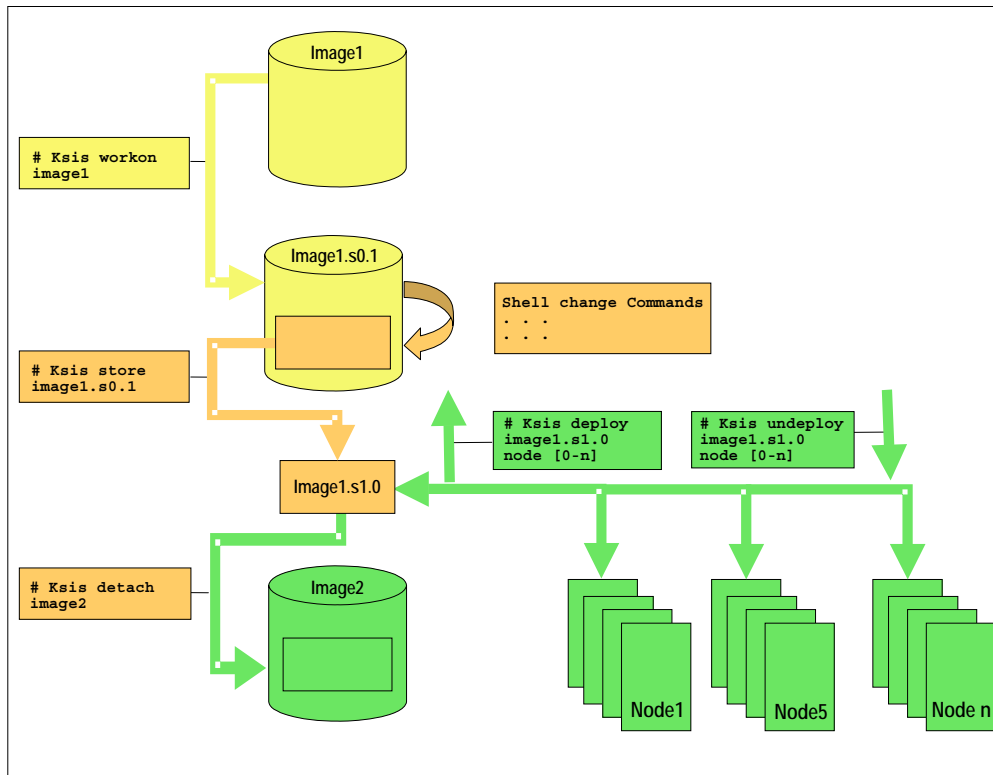 Image1
# Ksis workon
image1
Image1.s0.1
Shell change Commands
. . .
. . .
# Ksis store
image1.s0.1
# Ksis deploy
image1.s1.0
node [0-n]
# Ksis undeploy
image1.s1.0
node [0-n]
Image1.s1.0
# Ksis detach
image2
Image2
Node1
Node5
Node n